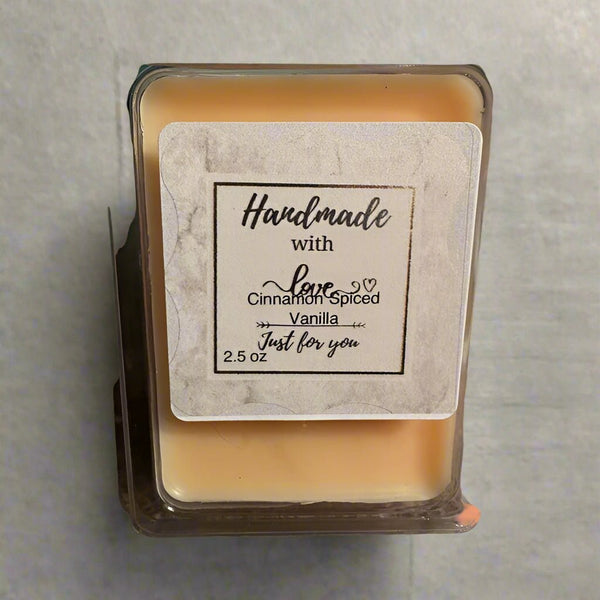 Handmade
with
love
Cinnamon Spiced
Vanilla
Just for you
2.5 oz